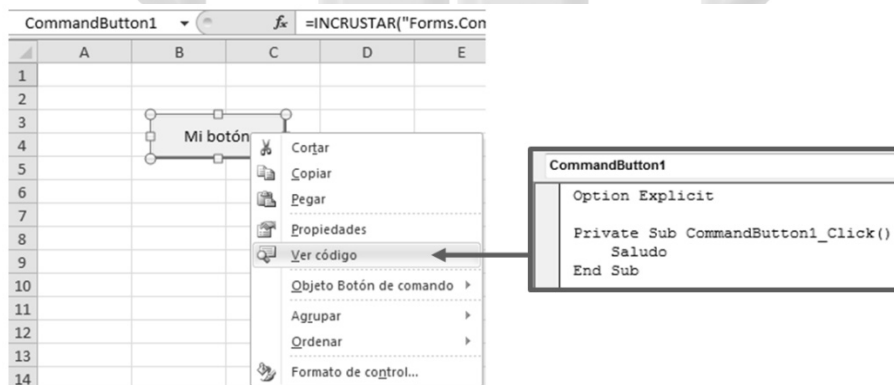 CommandButton1 fx =INCRUSTAR("Forms.Con
A B C D E
1
2
3
4
5
6
7
8
9
10
11
12
13
14
Mi botón
Cortar
Copiar
Pegar
Propiedades
Ver código
Objeto Botón de comando
Agrupar
Ordenar
Formato de control...
CommandButton1
Option Explicit
Private Sub CommandButton1_Click()
Saludo
End Sub